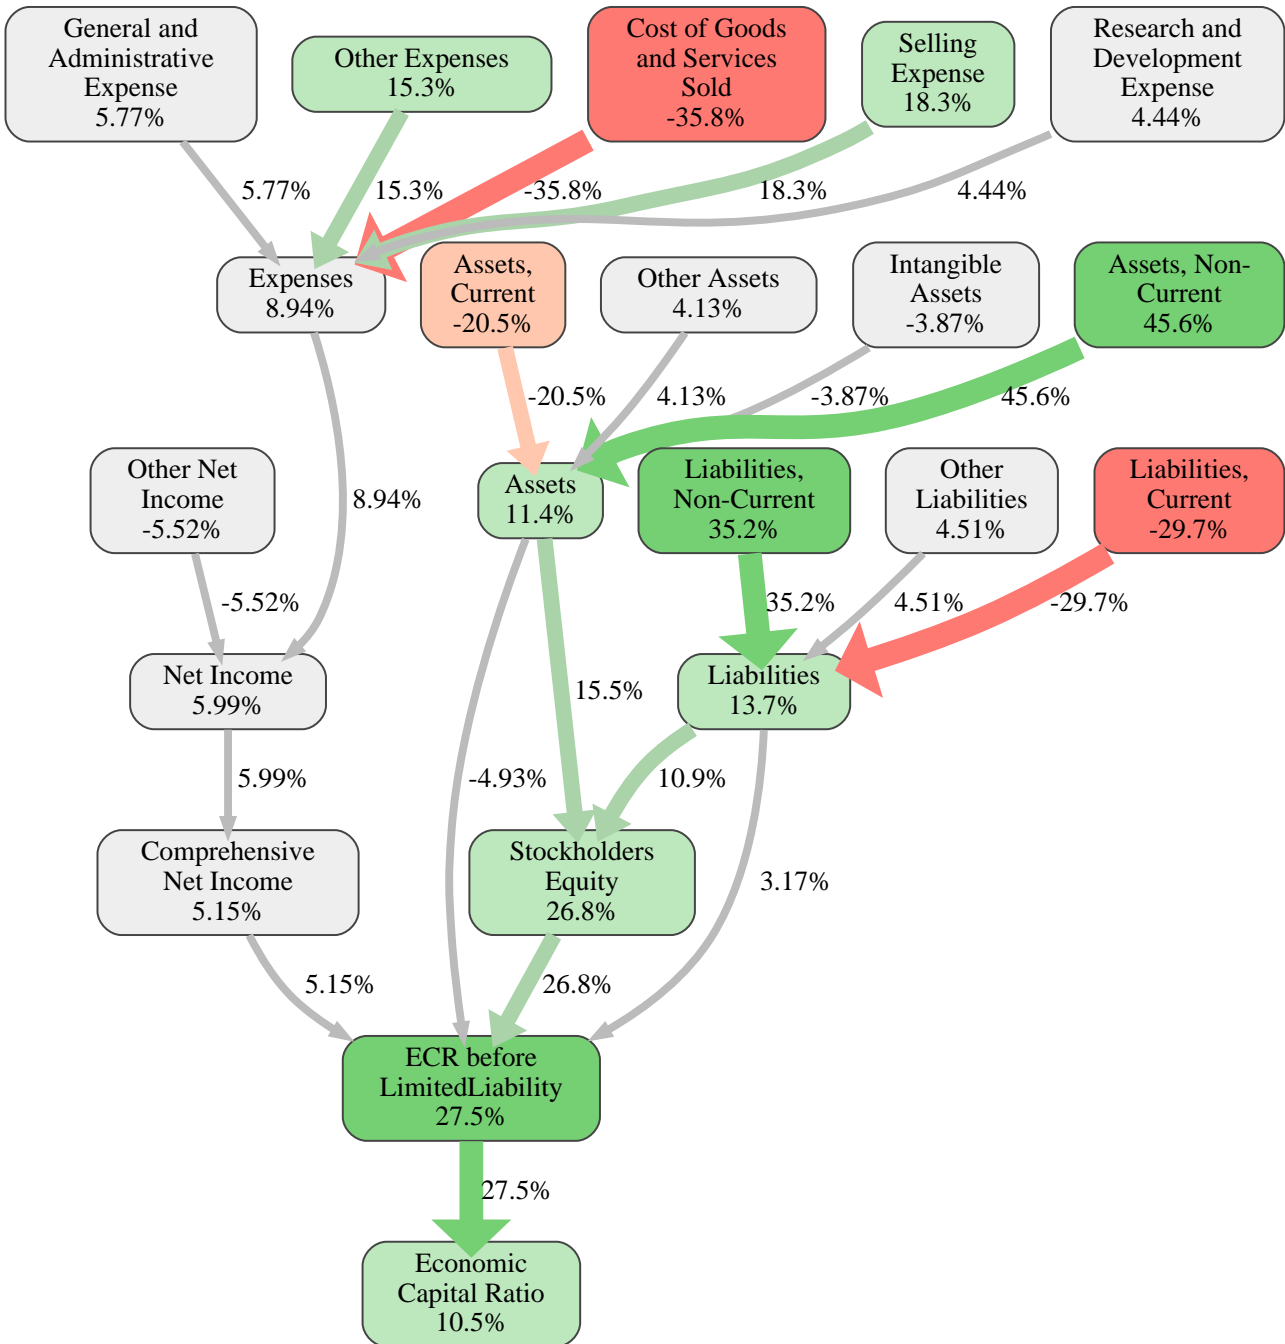 General and
Administrative
Expense
5.77%
Other Expenses
15.3%
Cost of Goods
and Services
Sold
-35.8%
Selling
Expense
18.3%
Research and
Development
Expense
4.44%
5.77%
15.3%
-35.8%
18.3%
4.44%
Expenses
8.94%
Assets,
Current
-20.5%
Other Assets
4.13%
Intangible
Assets
-3.87%
Assets, Non-
Current
45.6%
-20.5%
4.13%
-3.87%
45.6%
Other Net
Income
-5.52%
8.94%
Assets
11.4%
Liabilities,
Non-Current
35.2%
Other
Liabilities
4.51%
Liabilities,
Current
-29.7%
-5.52%
35.2%
4.51%
-29.7%
Net Income
5.99%
15.5%
Liabilities
13.7%
5.99%
-4.93%
10.9%
Comprehensive
Net Income
5.15%
Stockholders
Equity
26.8%
3.17%
5.15%
26.8%
ECR before
LimitedLiability
27.5%
27.5%
Economic
Capital Ratio
10.5%